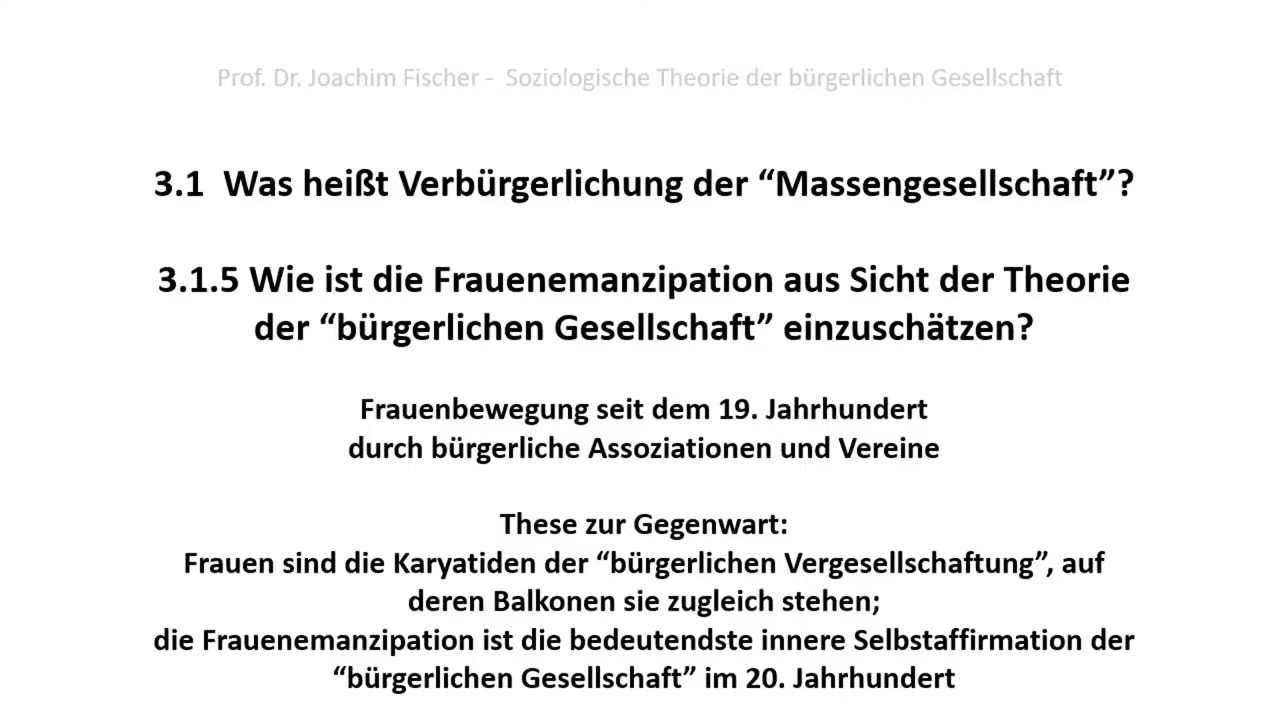 Prof. Dr. Joachim Fischer - Soziologische Theorie der bürgerlichen Gesellschaft
3.1 Was heißt Verbürgerlichung der “Massengesellschaft”?
3.1.5 Wie ist die Frauenemanzipation aus Sicht der Theorie
der “bürgerlichen Gesellschaft” einzuschätzen?
Frauenbewegung seit dem 19. Jahrhundert
durch bürgerliche Assoziationen und Vereine
These zur Gegenwart:
Frauen sind die Karyatiden der “bürgerlichen Vergesellschaftung”, auf
deren Balkonen sie zugleich stehen;
die Frauenemanzipation ist die bedeutendste innere Selbstaffirmation der
“bürgerlichen Gesellschaft” im 20. Jahrhundert